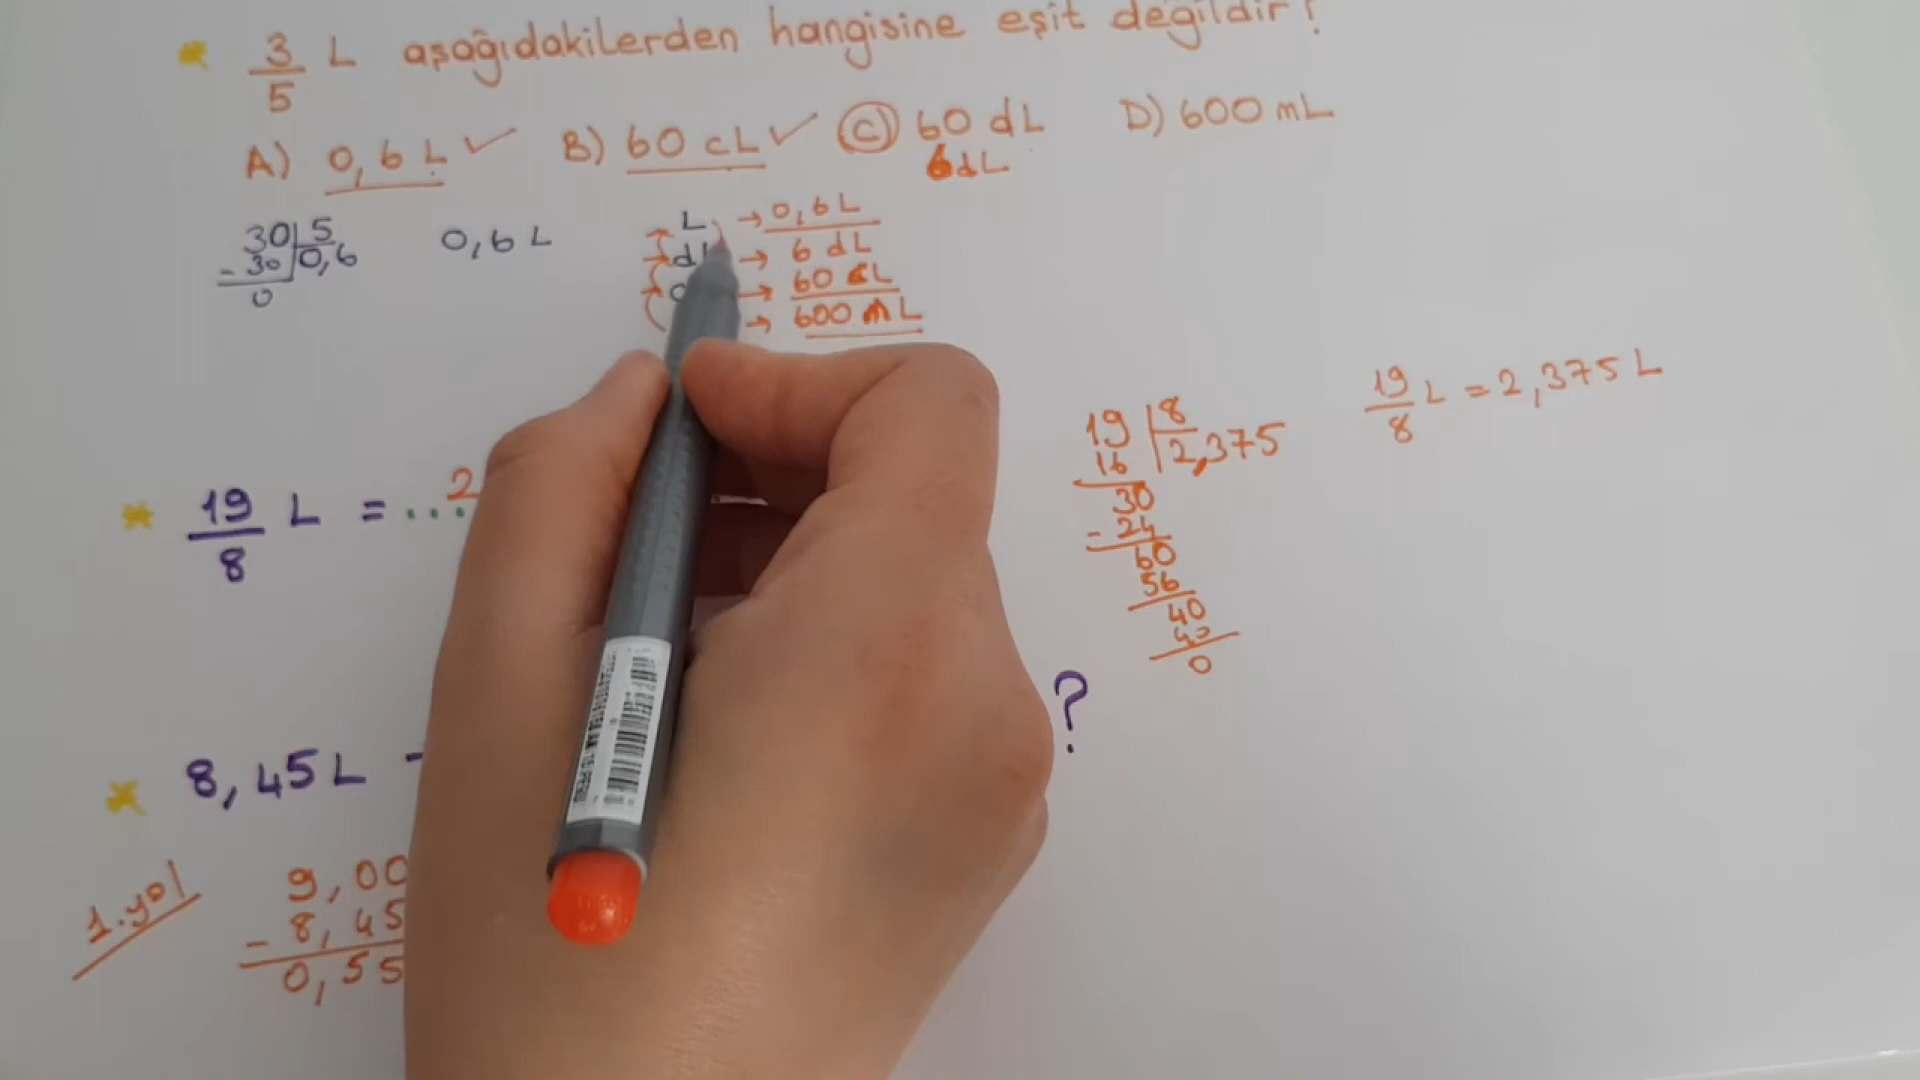 3/5 L aşağıdakilerden hangisine eşit değildir?
A) 0,6 L ✓ B) 60 cL ✓ C) 60 dL D) 600 mL
6 dL
30 5
- 30 0,6
0
0,6 L
L → 0,6 L
dL → 6 dL
→ 60 cL
→ 600 mL
19/8 L = ...2
19 8
16 2,375
30
- 24
60
56
40
40
0
19/8 L = 2,375 L
8,45 L - ?
1. yol
9,00
- 8,45
0,55